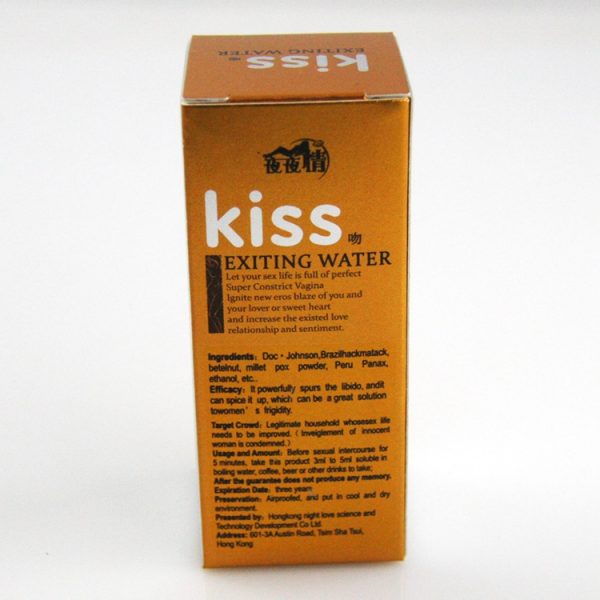 kiss 吻
EXITING WATER
夜夜情
kiss 吻
EXITING WATER
Let your sex life is full of perfect
Super Constrict Vagina
Ignite new eros blaze of you and
your lover or sweet heart
and increase the existed love
relationship and sentiment.
Ingredients: Doc・Johnson,Brazilhackmatack,
betelnut, millet pox powder, Peru Panax,
ethanol, etc..
Efficacy: It powerfully spurs the libido, andit
can spice it up, which can be a great solution
towomen's frigidity.
Target Crowd: Legitimate household whosesex life
needs to be improved.( Inveiglement of innocent
woman is condemned.)
Usage and Amount: Before sexual intercourse for
5 minutes, take this product 3ml to 5ml soluble in
boiling water, coffee, beer or other drinks to take;
After the guarantee does not produce any memory.
Expiration Date: three yearn
Preservation: Airproofed, and put in cool and dry
environment.
Presented by: Hongkong night love science and
Technology Development Co Ltd.
Address: 601-3A Austin Road, Tsim Sha Tsui,
Hong Kong